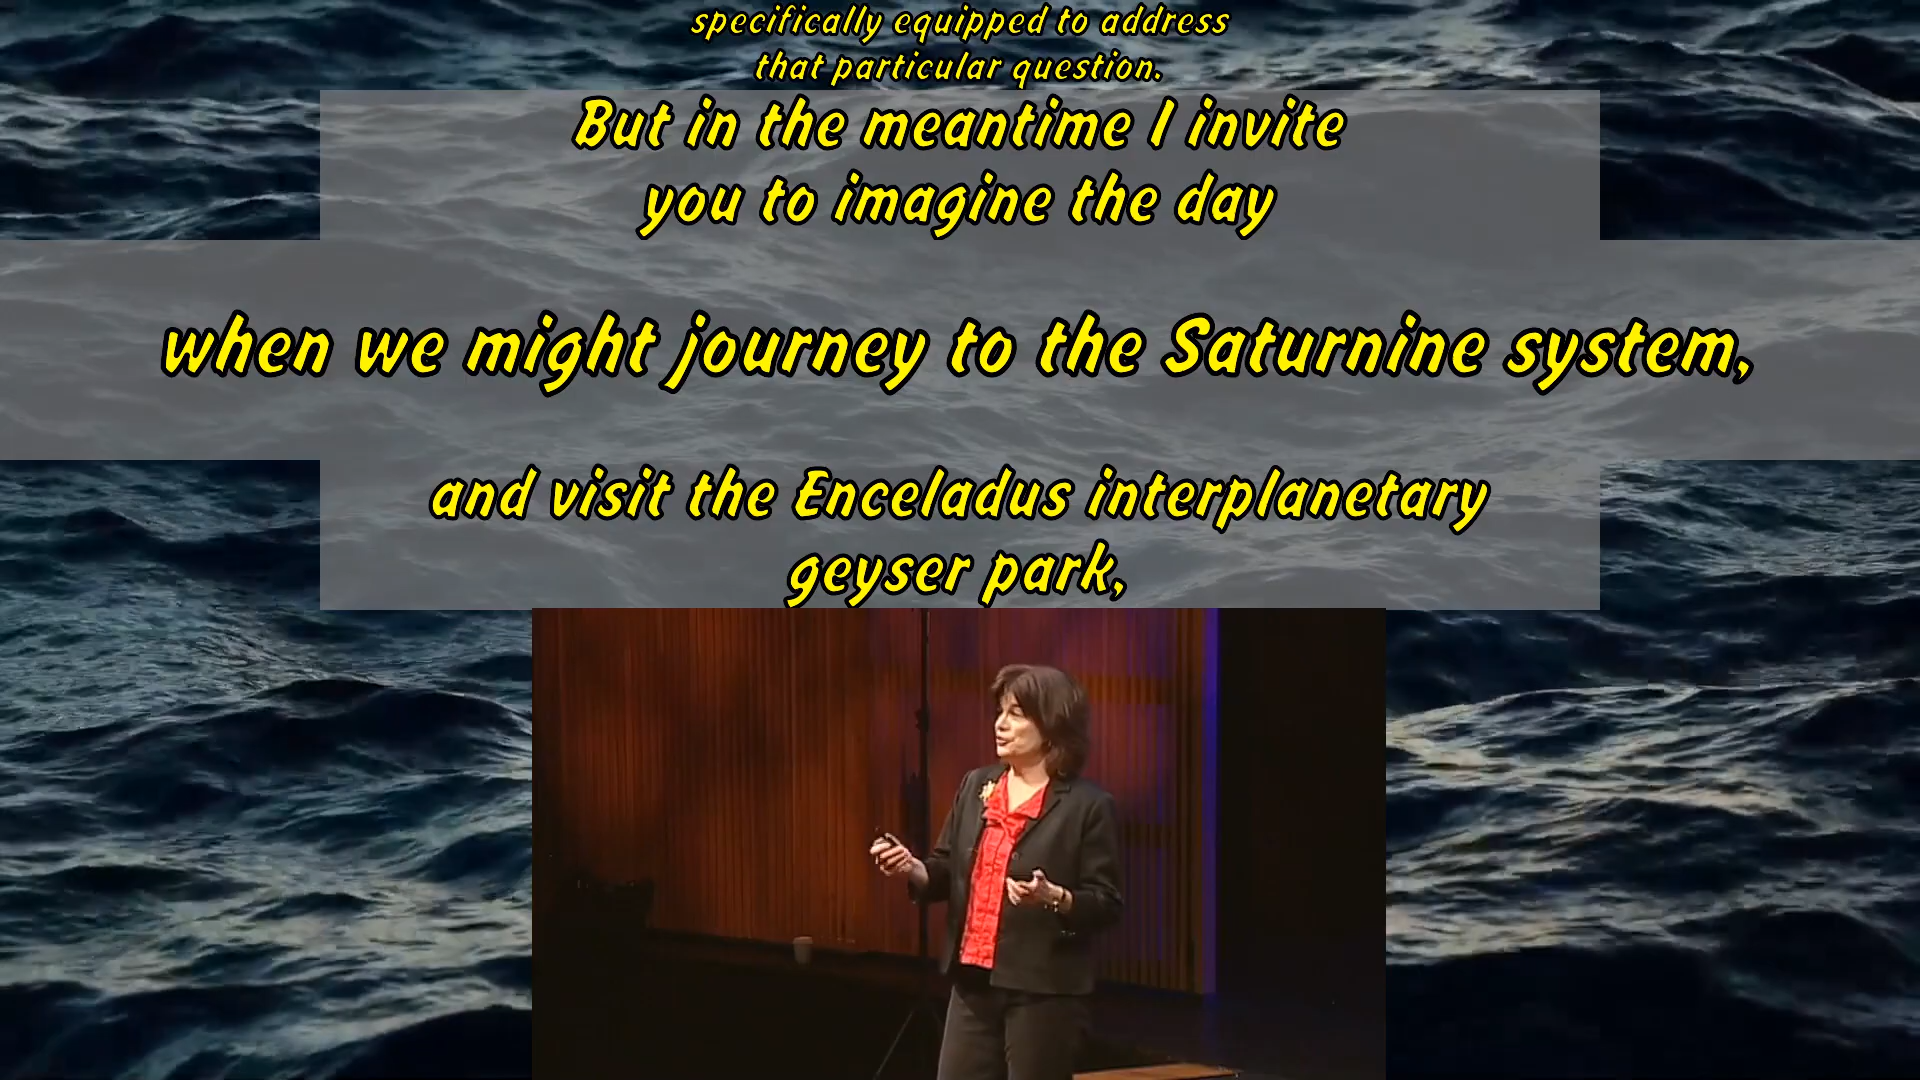 specifically equipped to address
that particular question.
But in the meantime I invite
you to imagine the day
when we might journey to the Saturnine system,
and visit the Enceladus interplanetary
geyser park,